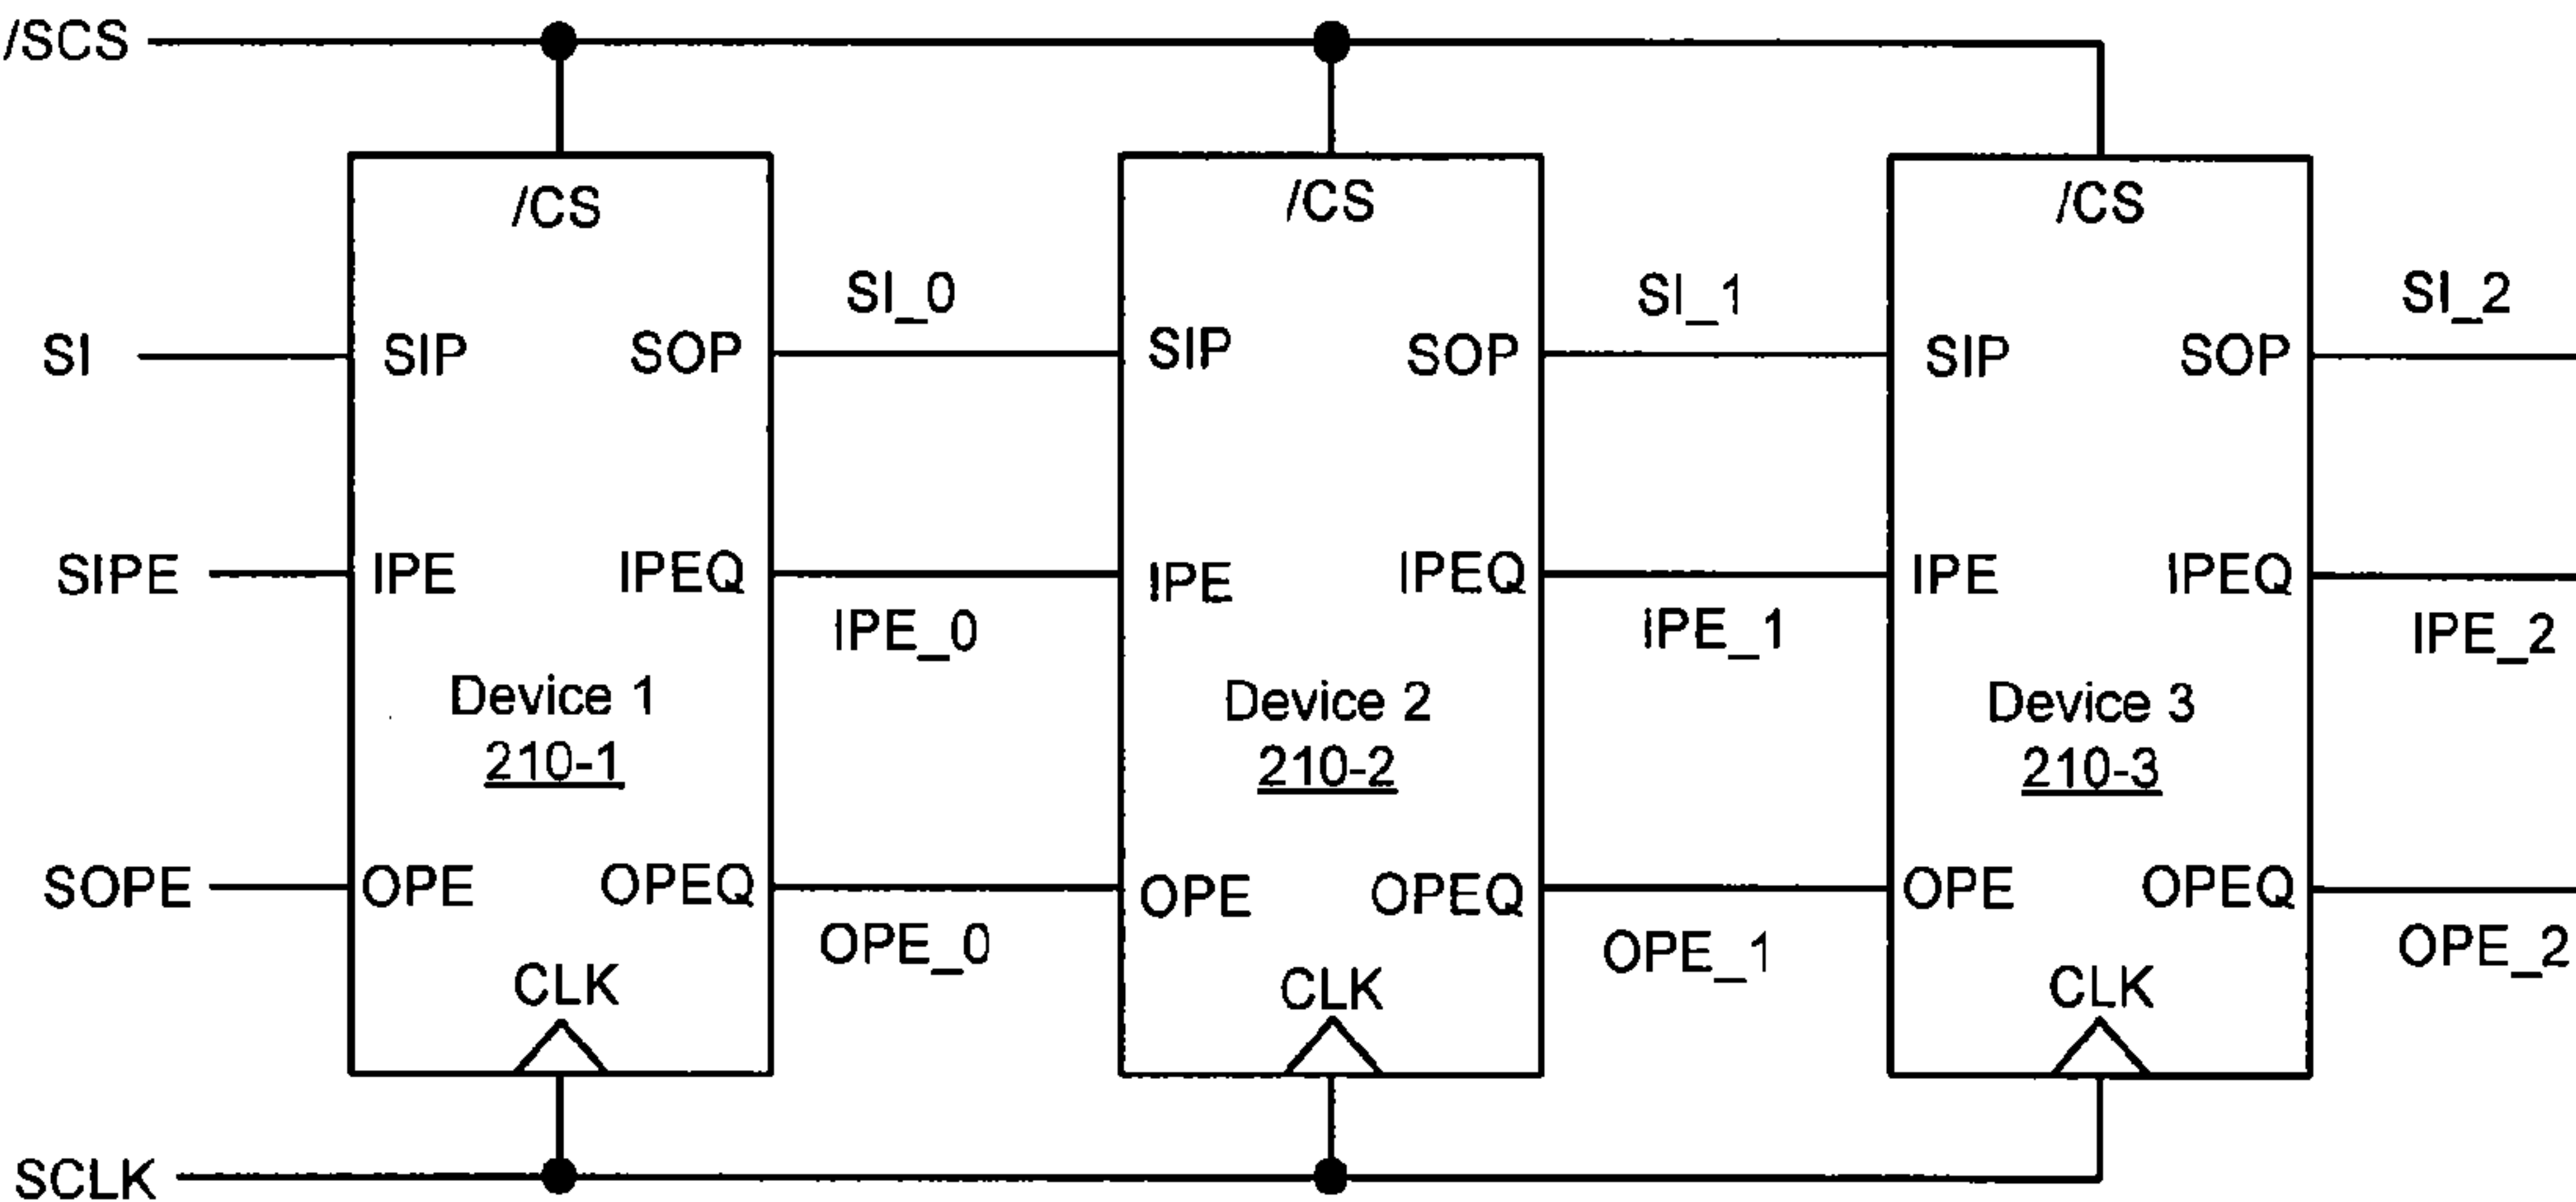 /SCS
/CS
/CS
/CS
SI_0
SI_1
SI_2
SI
SIP
SOP
SIP
SOP
SIP
SOP
SIPE
IPE
IPEQ
IPE
IPEQ
IPE
IPEQ
IPE_0
IPE_1
IPE_2
Device 1
210-1
Device 2
210-2
Device 3
210-3
SOPE
OPE
OPEQ
OPE
OPEQ
OPE
OPEQ
OPE_0
OPE_1
OPE_2
CLK
CLK
CLK
SCLK